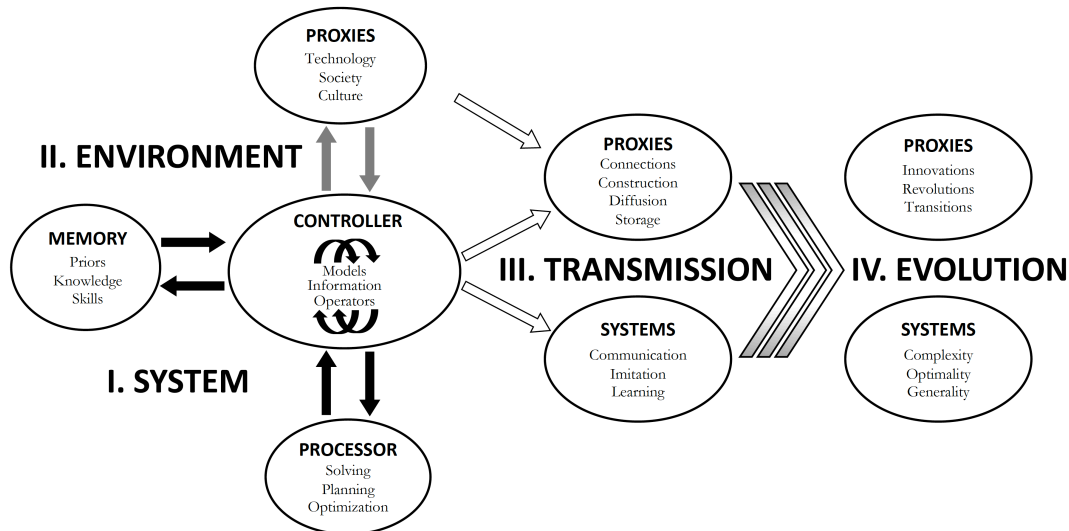 PROXIES
Technology
Society
Culture
II. ENVIRONMENT
MEMORY
Priors
Knowledge
Skills
CONTROLLER
Models
Information
Operators
I. SYSTEM
PROCESSOR
Solving
Planning
Optimization
PROXIES
Connections
Construction
Diffusion
Storage
III. TRANSMISSION
SYSTEMS
Communication
Imitation
Learning
PROXIES
Innovations
Revolutions
Transitions
IV. EVOLUTION
SYSTEMS
Complexity
Optimality
Generality